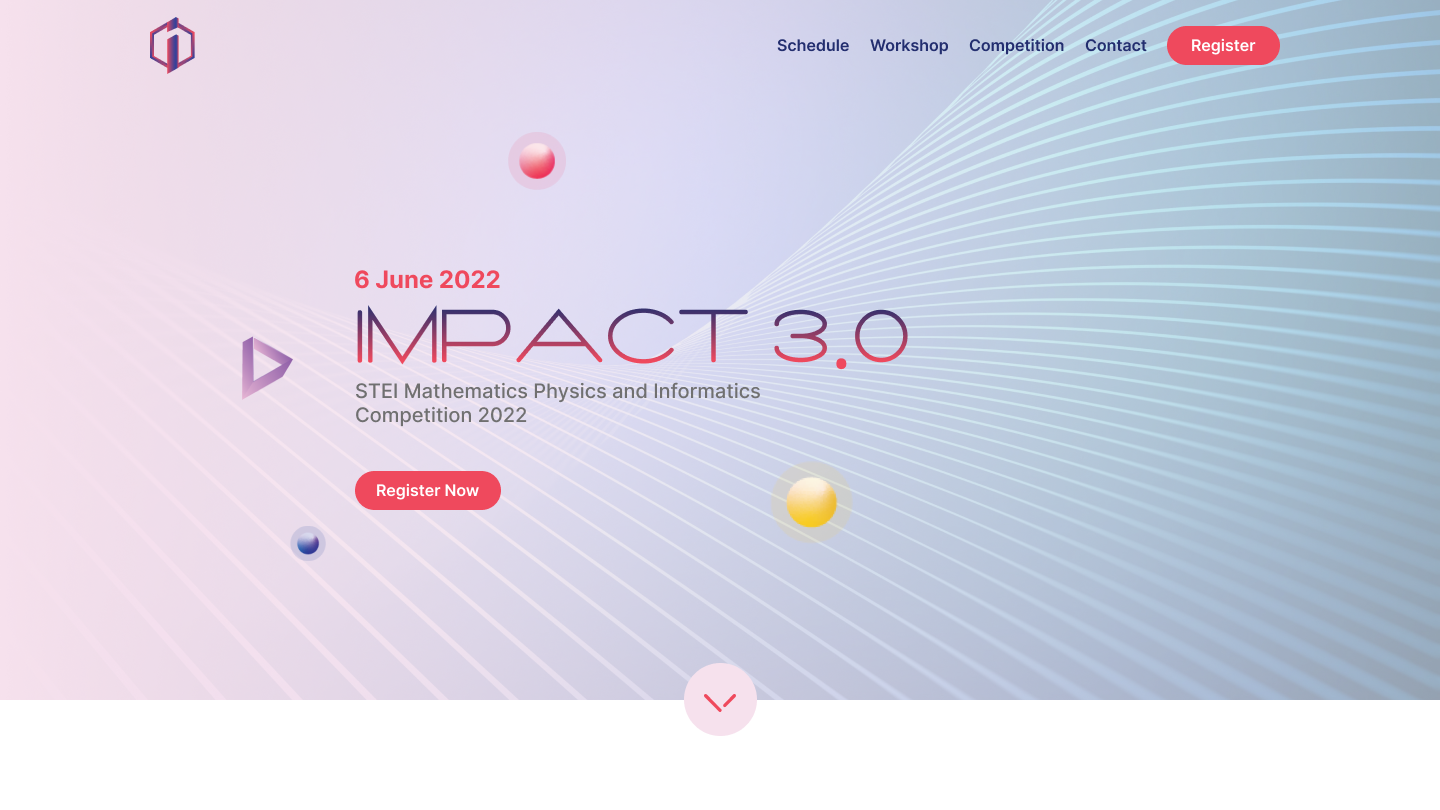 Schedule Workshop Competition Contact Register
6 June 2022
IMPACT 3.0
STEI Mathematics Physics and Informatics
Competition 2022
Register Now